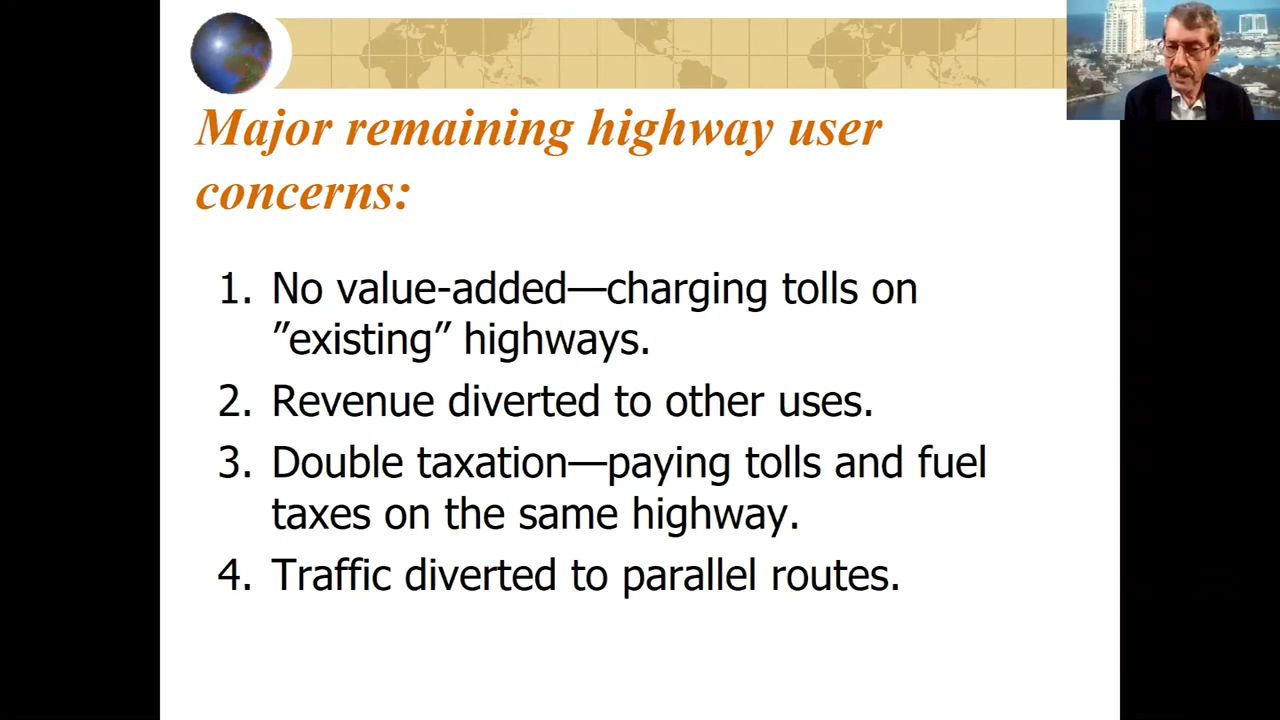 Major remaining highway user
concerns:
1. No value-added—charging tolls on
”existing” highways.
2. Revenue diverted to other uses.
3. Double taxation—paying tolls and fuel
taxes on the same highway.
4. Traffic diverted to parallel routes.